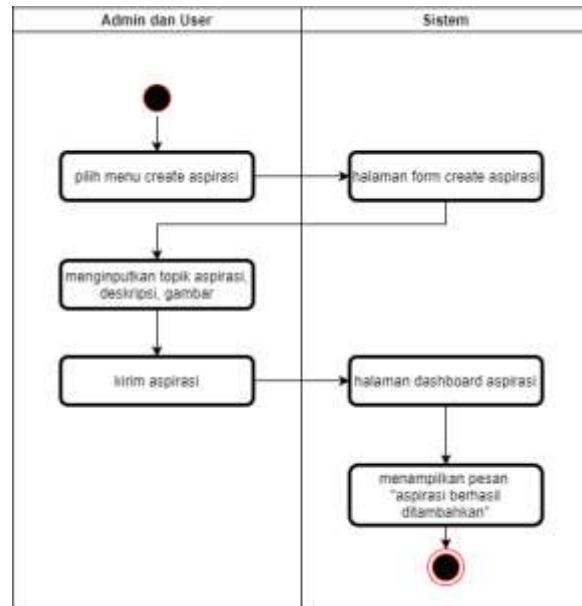 Admin dan User
Sistem
pilih menu create aspirasi
halaman form create aspirasi
menginputkan topik aspirasi,
deskripsi, gambar
kirim aspirasi
halaman dashboard aspirasi
menampilkan pesan
"aspirasi berhasil
ditambahkan"